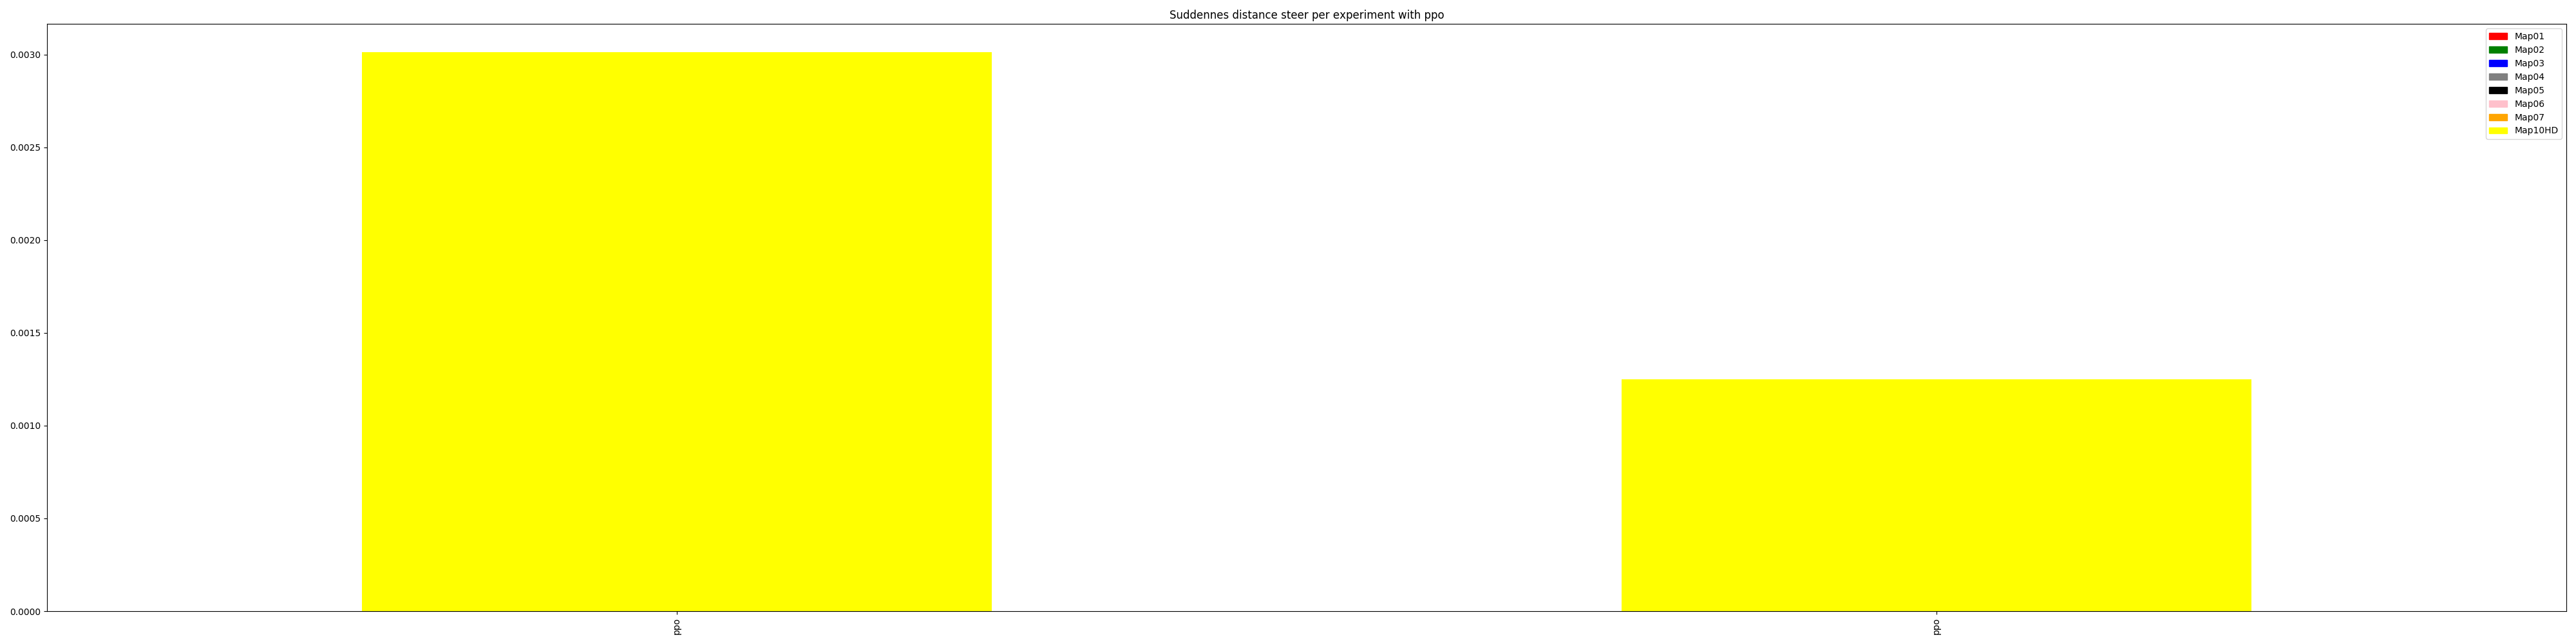 Suddennes distance steer per experiment with ppo
0.0030
0.0025
0.0020
0.0015
0.0010
0.0005
0.0000
Map01
Map02
Map03
Map04
Map05
Map06
Map07
Map10HD
ppo
ppo